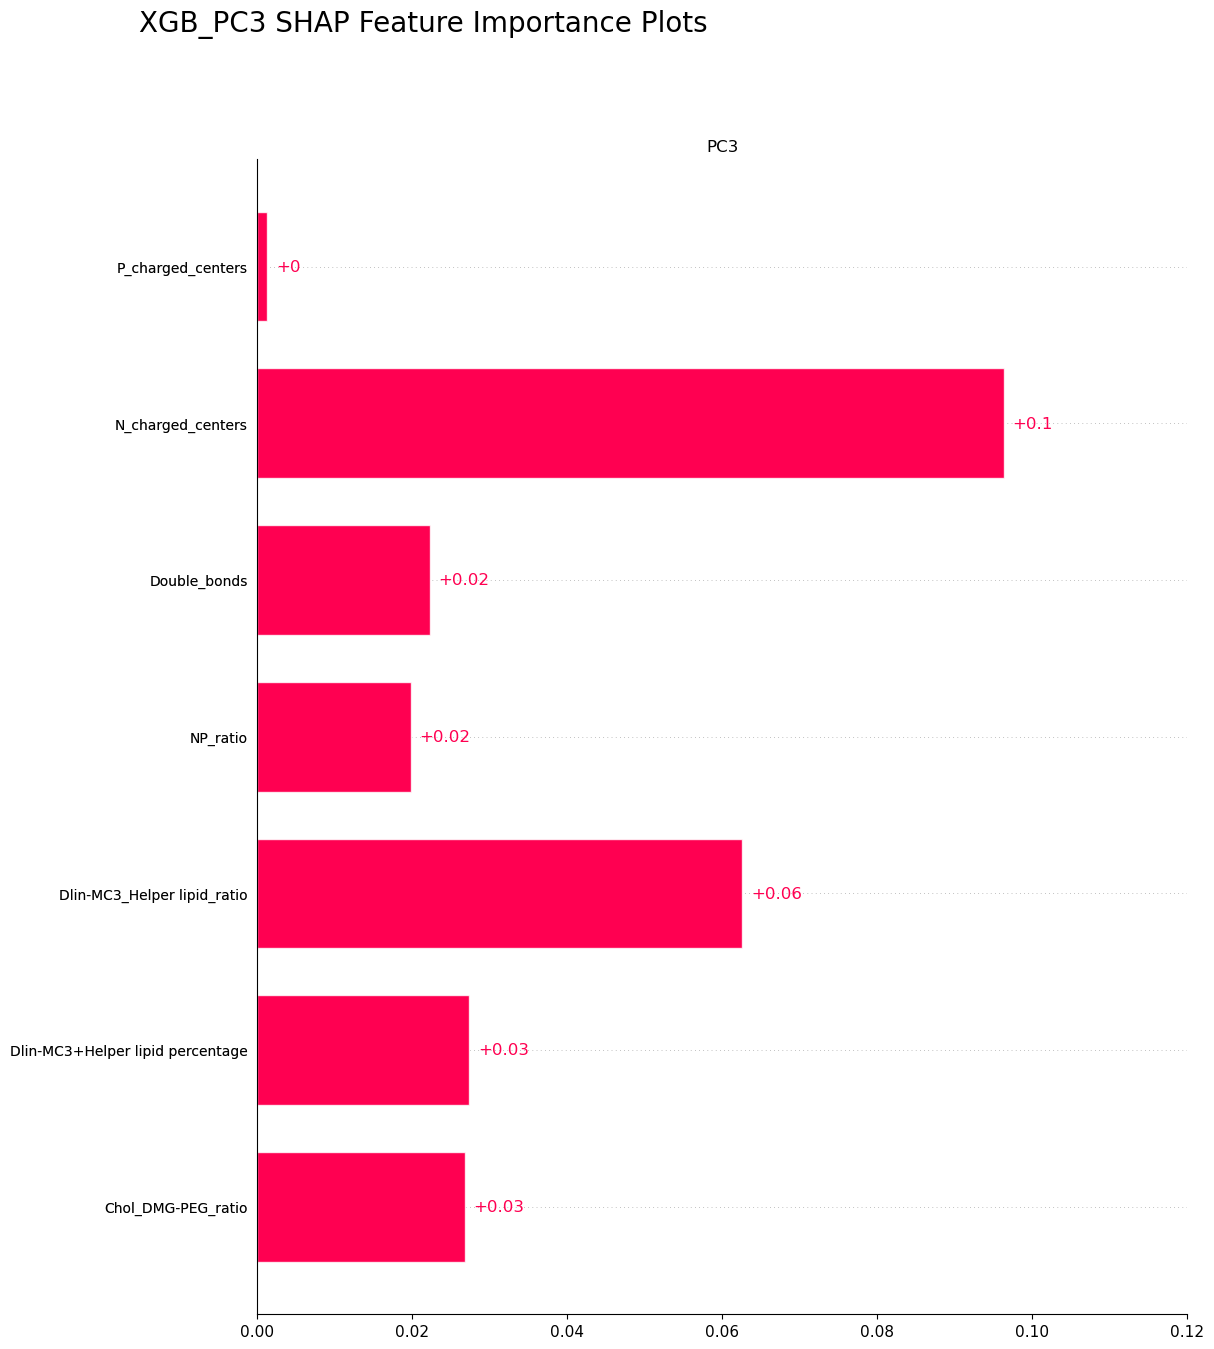 XGB_PC3 SHAP Feature Importance Plots
PC3
P_charged_centers
+0
N_charged_centers
+0.1
Double_bonds
+0.02
NP_ratio
+0.02
Dlin-MC3_Helper lipid_ratio
+0.06
Dlin-MC3+Helper lipid percentage
+0.03
Chol_DMG-PEG_ratio
+0.03
0.00 0.02 0.04 0.06 0.08 0.10 0.12